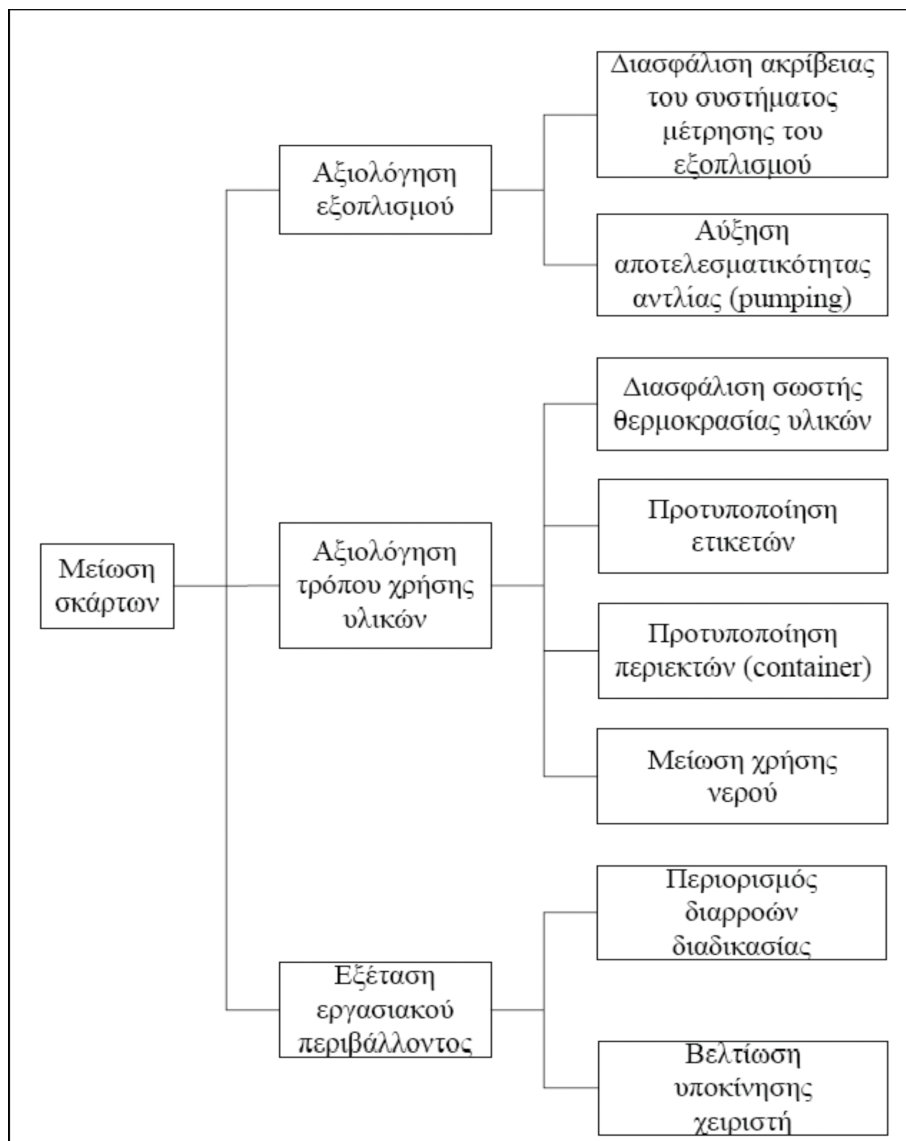 Μείωση
σκάρτων
Αξιολόγηση
εξοπλισμού
Διασφάλιση ακρίβειας
του συστήματος
μέτρησης του
εξοπλισμού
Αύξηση
αποτελεσματικότητας
αντλίας (pumping)
Αξιολόγηση
τρόπου χρήσης
υλικών
Διασφάλιση σωστής
θερμοκρασίας υλικών
Προτυποποίηση
ετικετών
Προτυποποίηση
περιεκτών (container)
Μείωση χρήσης
νερού
Εξέταση
εργασιακού
περιβάλλοντος
Περιορισμός
διαρροών
διαδικασίας
Βελτίωση
υποκίνησης
χειριστή